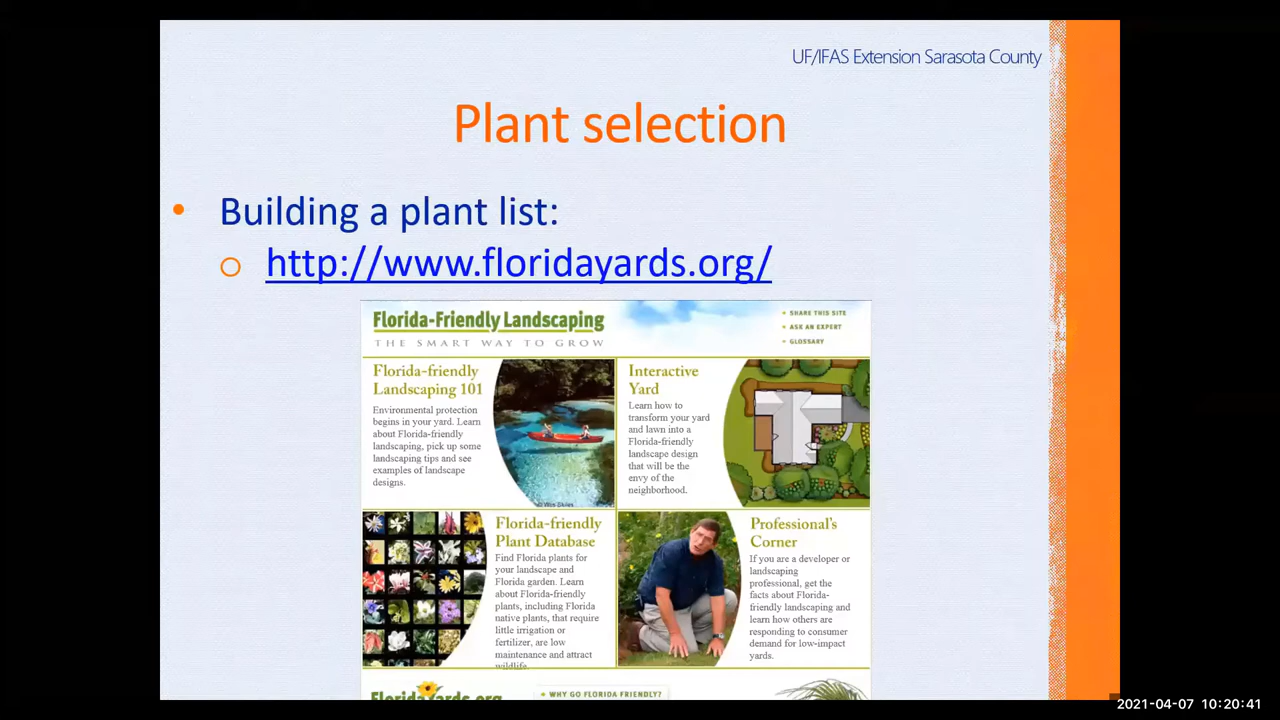 UF/IFAS Extension Sarasota County
Plant selection
• Building a plant list:
o http://www.floridayards.org/
Florida-Friendly Landscaping
THE SMART WAY TO GROW
SHARE THIS SITE
ASK AN EXPERT
GLOSSARY
Florida-friendly
Landscaping 101
Environmental protection
begins in your yard. Learn
about Florida-friendly
landscaping, pick up some
landscaping tips and see
examples of landscape
designs.
© Wes Skiles
Interactive
Yard
Learn how to
transform your yard
and lawn into a
Florida-friendly
landscape design
that will be the
envy of the
neighborhood.
Florida-friendly
Plant Database
Find Florida plants for
your landscape and
Florida garden. Learn
about Florida-friendly
plants, including Florida
native plants, that require
little irrigation or
fertilizer, are low
maintenance and attract
wildlife.
Professional's
Corner
If you are a developer or
landscaping
professional, get the
facts about Florida-
friendly landscaping and
learn how others are
responding to consumer
demand for low-impact
yards.
FloridaYards.org
WHY GO FLORIDA FRIENDLY?
2021-04-07 10:20:41